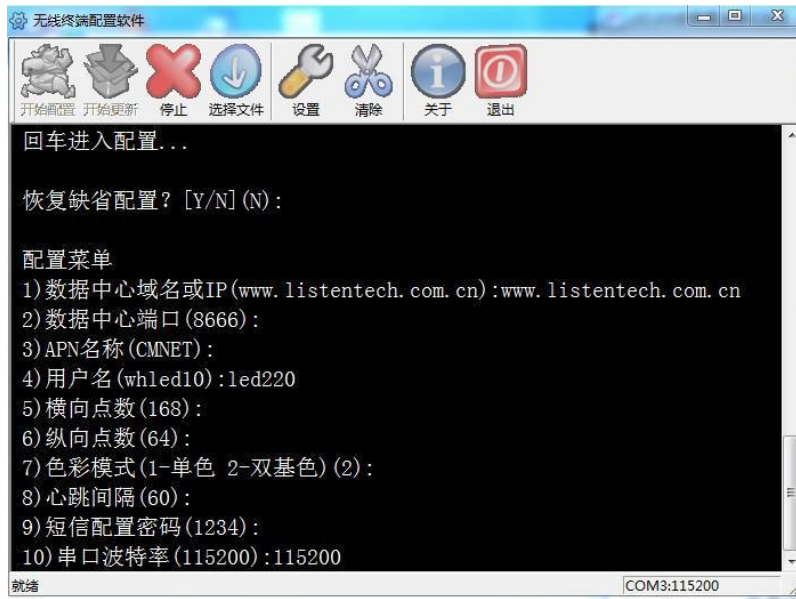 无线终端配置软件
开始配置 开始更新 停止 选择文件 设置 清除 关于 退出
回车进入配置...
恢复缺省配置？[Y/N](N):
配置菜单
1)数据中心域名或IP(www.listentech.com.cn):www.listentech.com.cn
2)数据中心端口(8666):
3)APN名称(CMNET):
4)用户名(whled10):led220
5)横向点数(168):
6)纵向点数(64):
7)色彩模式(1-单色 2-双基色)(2):
8)心跳间隔(60):
9)短信配置密码(1234):
10)串口波特率(115200):115200
就绪 COM3:115200